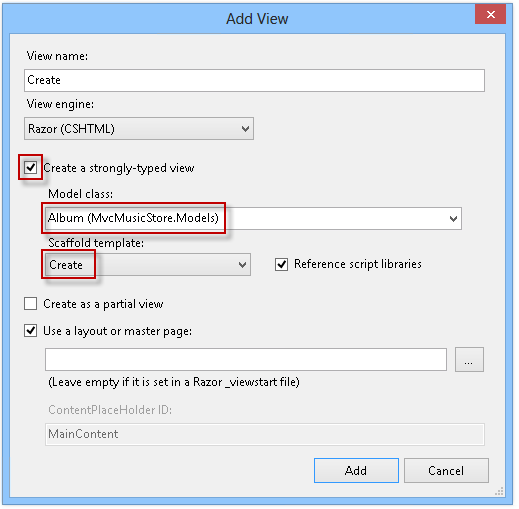 Add View
View name:
Create
View engine:
Razor (CSHTML)
Create a strongly-typed view
Model class:
Album (MvcMusicStore.Models)
Scaffold template:
Create
Reference script libraries
Create as a partial view
Use a layout or master page:
...
(Leave empty if it is set in a Razor _viewstart file)
ContentPlaceHolder ID:
MainContent
Add
Cancel